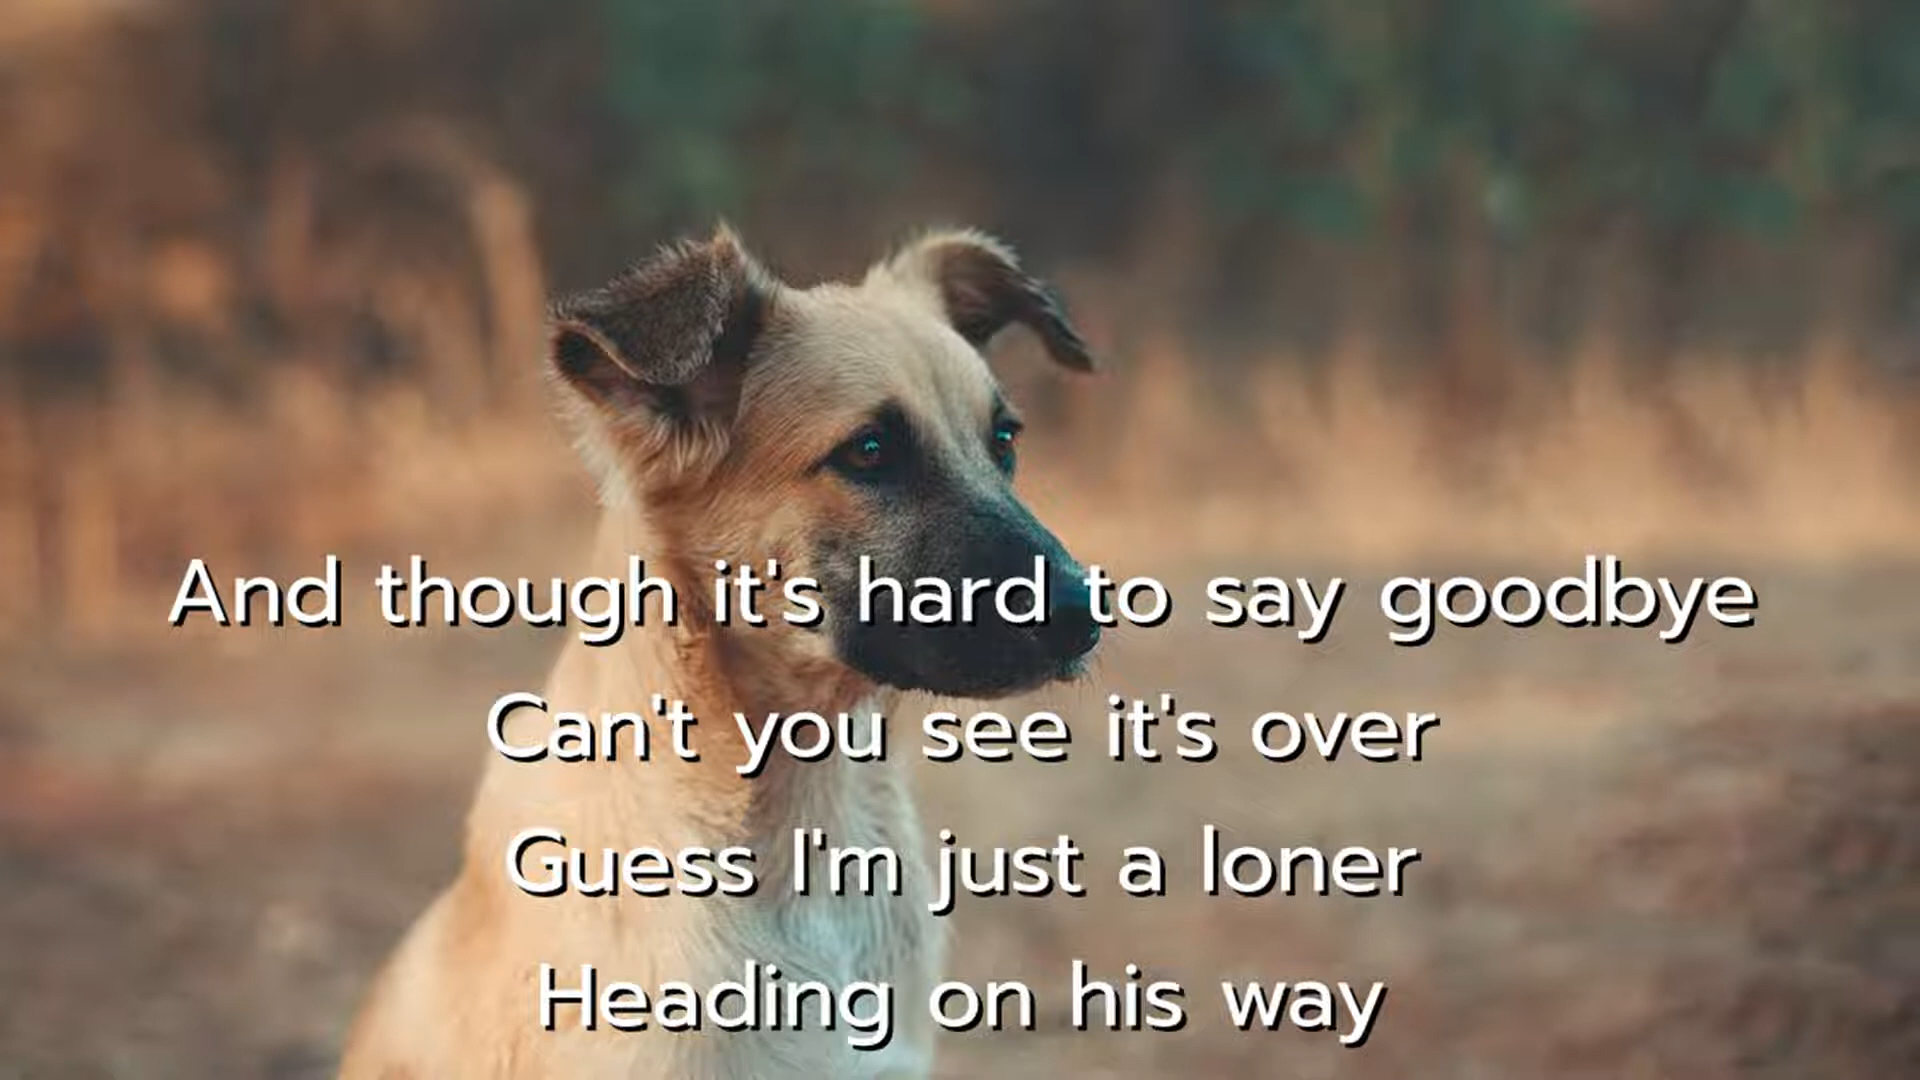 And though it's hard to say goodbye
Can't you see it's over
Guess I'm just a loner
Heading on his way